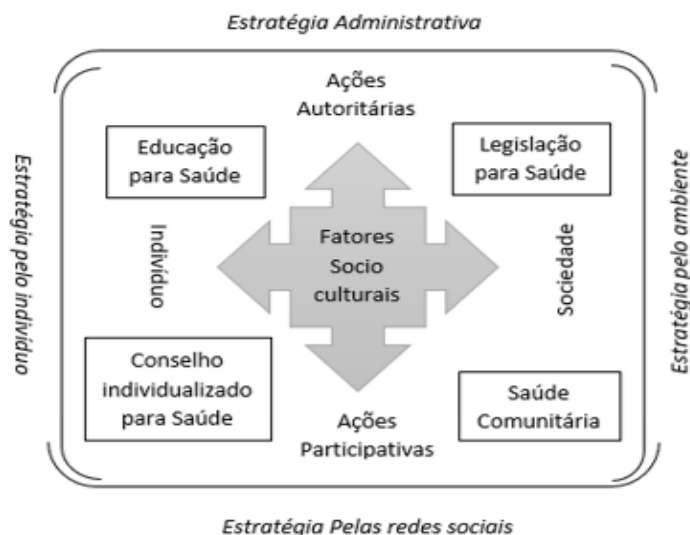 Estratégia Administrativa
Ações
Autoritárias
Educação
para Saúde
Legislação
para Saúde
Estratégia pelo indivíduo
Indivíduo
Fatores
Socio
culturais
Sociedade
Estratégia pelo ambiente
Conselho
individualizado
para Saúde
Ações
Participativas
Saúde
Comunitária
Estratégia Pelas redes sociais